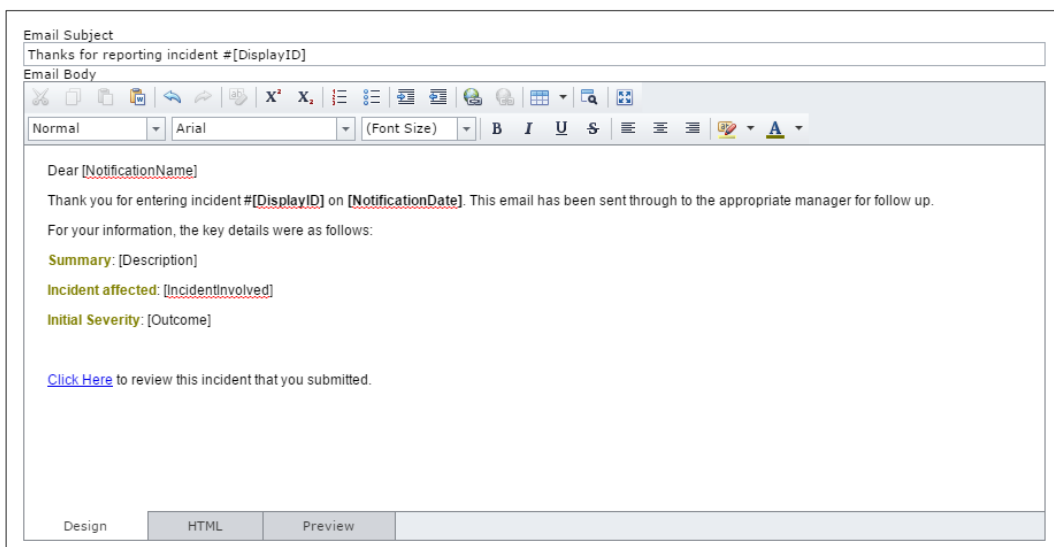 Email Subject
Thanks for reporting incident #[DisplayID]
Email Body
Normal Arial (Font Size) B I U S A
Dear [NotificationName]
Thank you for entering incident #[DisplayID] on [NotificationDate]. This email has been sent through to the appropriate manager for follow up.
For your information, the key details were as follows:
Summary: [Description]
Incident affected: [IncidentInvolved]
Initial Severity: [Outcome]
Click Here to review this incident that you submitted.
Design HTML Preview